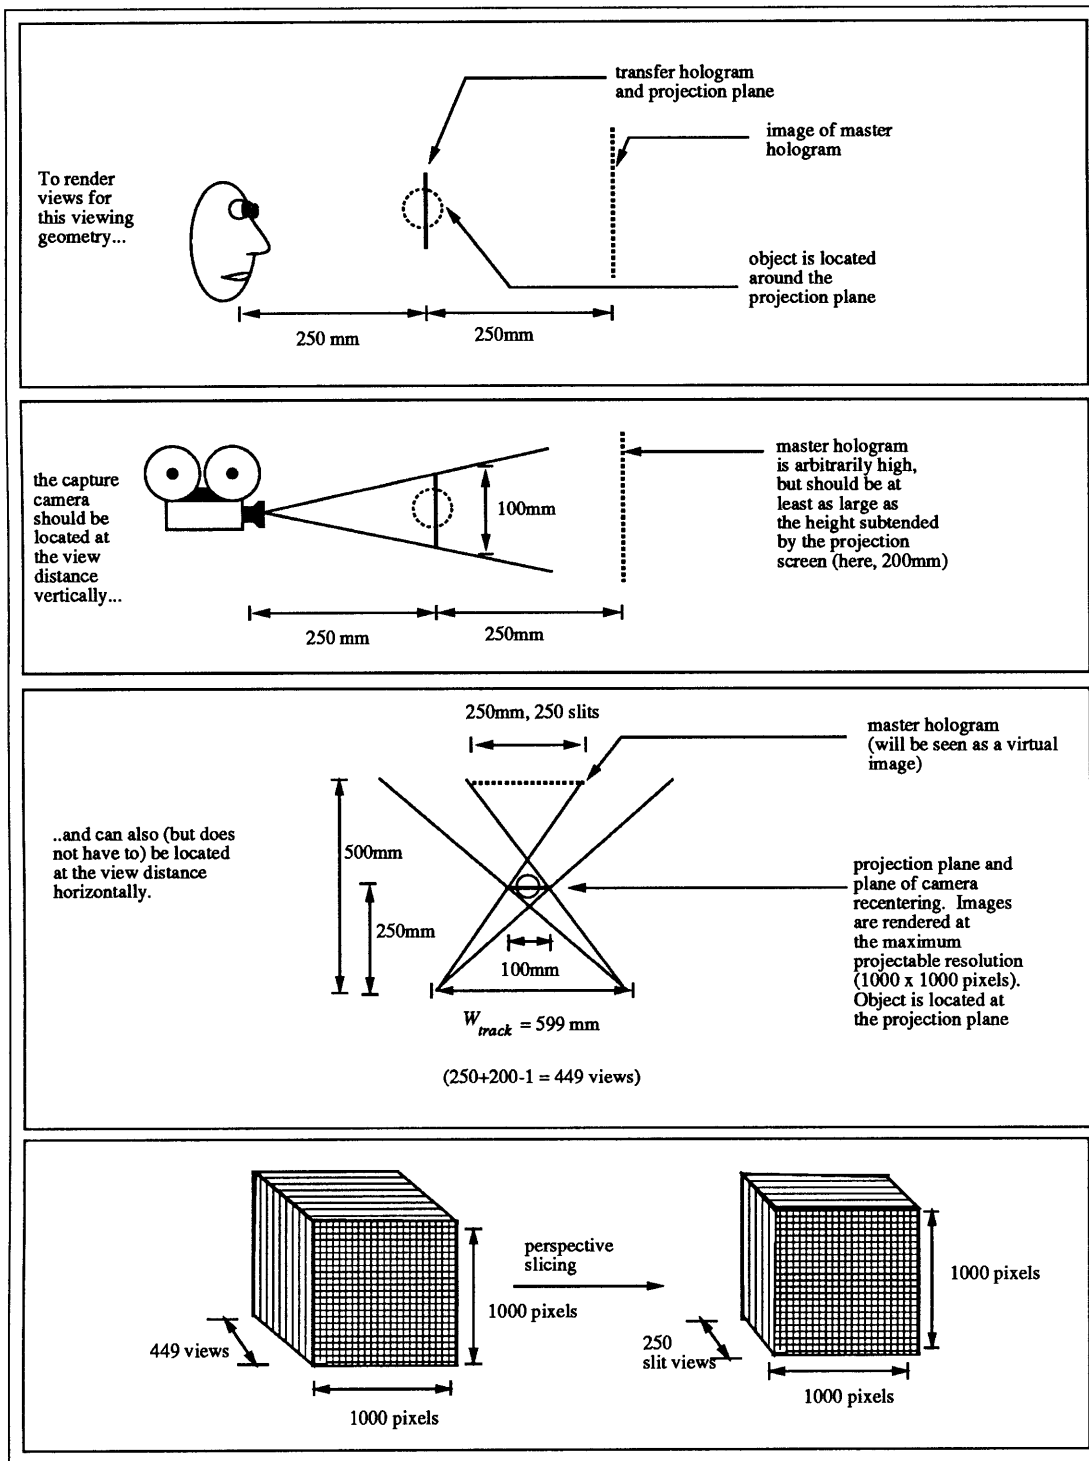 transfer hologram
and projection plane
image of master
hologram
To render
views for
this viewing
geometry...
object is located
around the
projection plane
250 mm
250mm
the capture
camera
should be
located at
the view
distance
vertically...
100mm
master hologram
is arbitrarily high,
but should be at
least as large as
the height subtended
by the projection
screen (here, 200mm)
250 mm
250mm
250mm, 250 slits
master hologram
(will be seen as a virtual
image)
..and can also (but does
not have to) be located
at the view distance
horizontally.
500mm
250mm
100mm
projection plane and
plane of camera
recentering. Images
are rendered at
the maximum
projectable resolution
(1000 x 1000 pixels).
Object is located at
the projection plane
W track = 599 mm
(250+200-1 = 449 views)
perspective
slicing
1000 pixels
449 views
1000 pixels
1000 pixels
250
slit views
1000 pixels